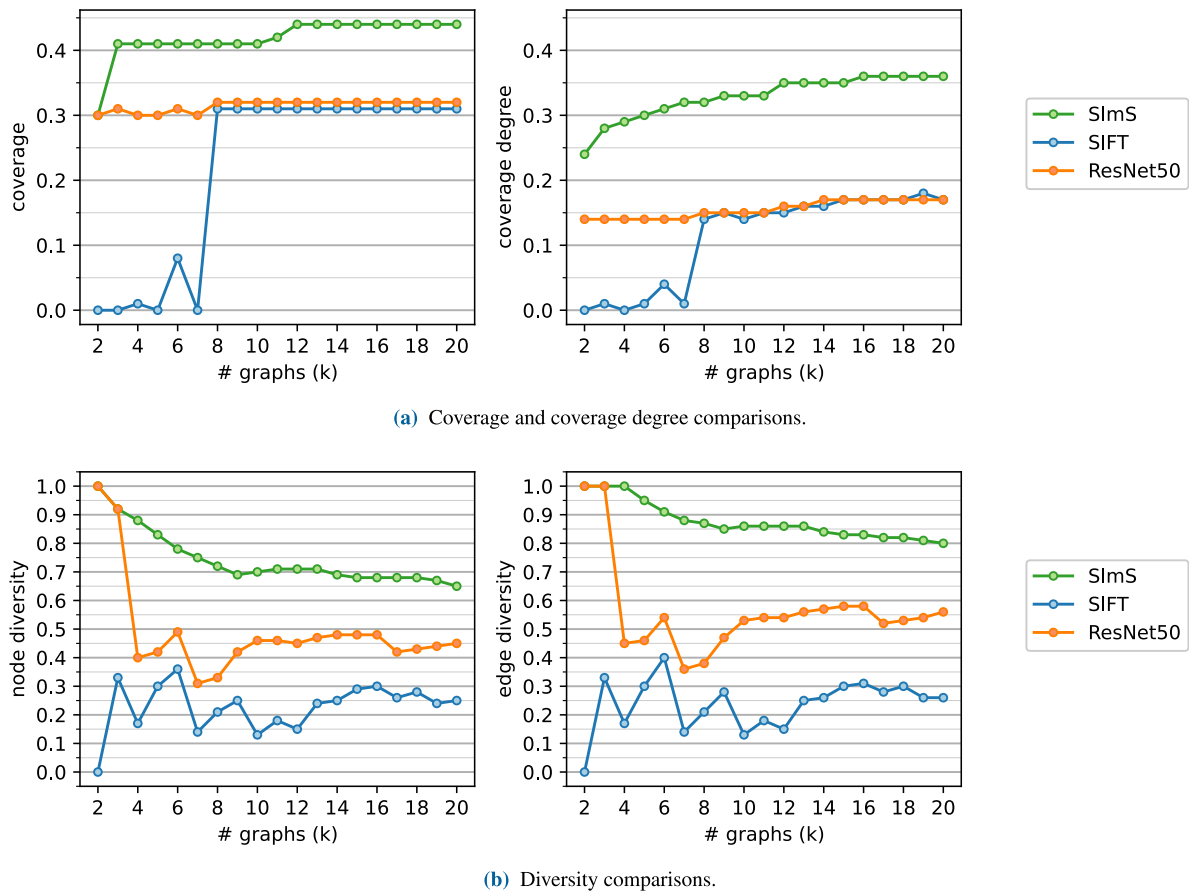 0.4
0.3
0.2
0.1
0.0
coverage
2 4 6 8 10 12 14 16 18 20
# graphs (k)
0.4
0.3
0.2
0.1
0.0
coverage degree
2 4 6 8 10 12 14 16 18 20
# graphs (k)
SImS
SIFT
ResNet50
(a) Coverage and coverage degree comparisons.
1.0
0.9
0.8
0.7
0.6
0.5
0.4
0.3
0.2
0.1
0.0
node diversity
2 4 6 8 10 12 14 16 18 20
# graphs (k)
1.0
0.9
0.8
0.7
0.6
0.5
0.4
0.3
0.2
0.1
0.0
edge diversity
2 4 6 8 10 12 14 16 18 20
# graphs (k)
SImS
SIFT
ResNet50
(b) Diversity comparisons.